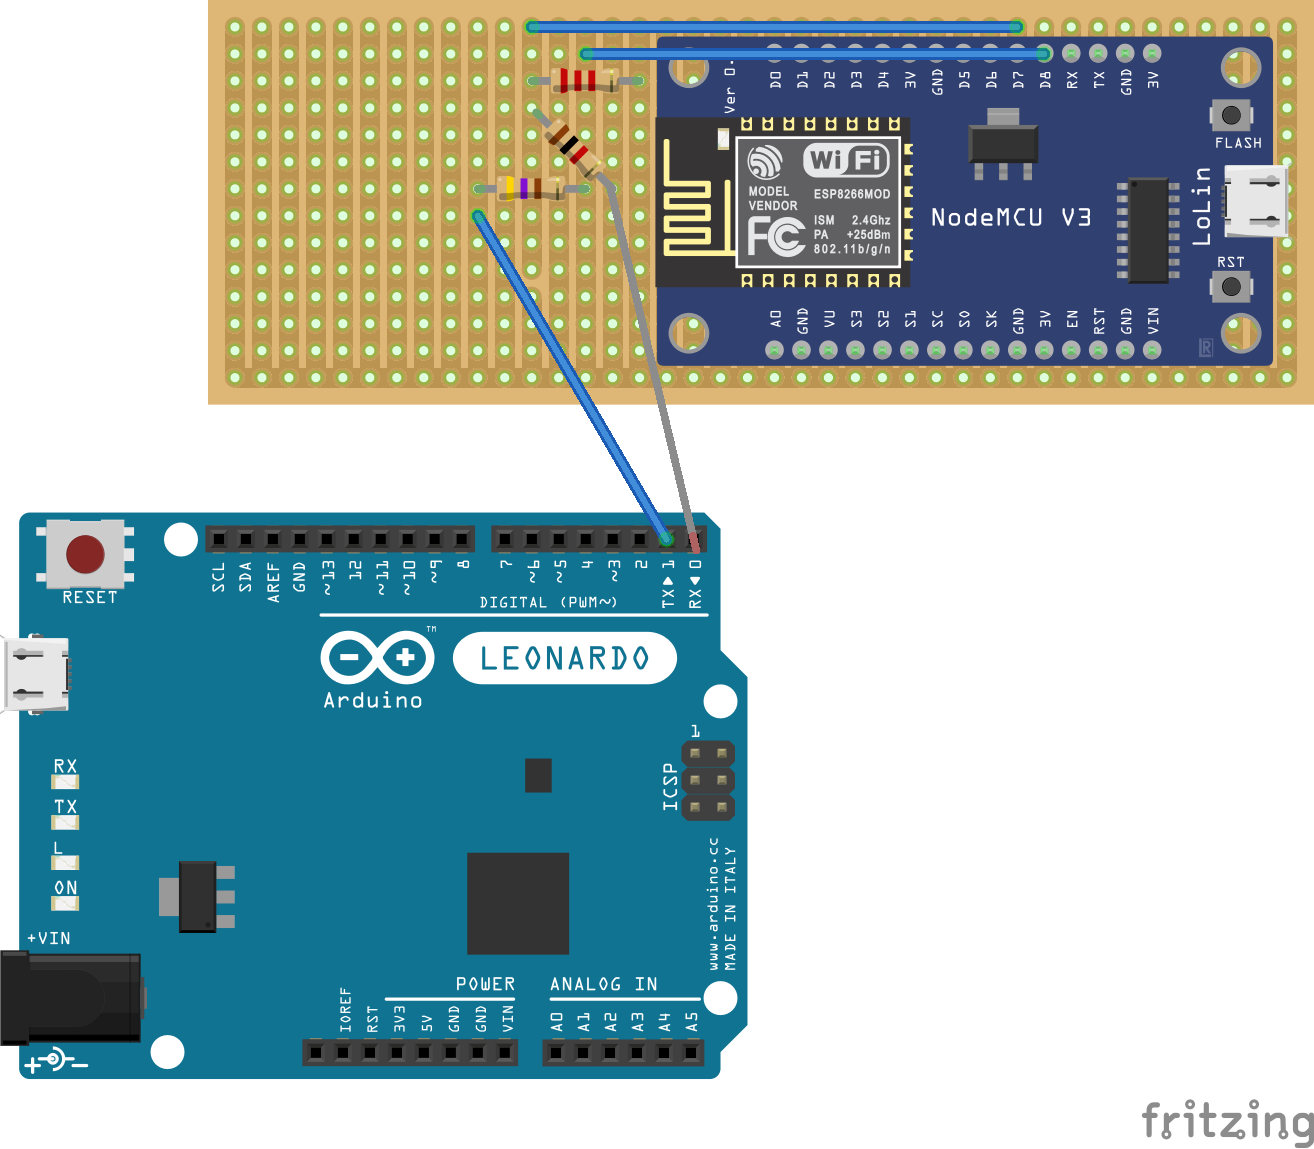 D0 D1 D2 D3 D4 3V GND D5 D6 D7 D8 RX TX GND 3V
Ver 0.
FLASH
WiFi
MODEL
VENDOR
ESP8266MOD
FC
ISM 2.4Ghz
PA +25dBm
802.11b/g/n
NodeMCU V3
LoLin
RST
A0 GND VU S3 S2 S1 SC S0 SK GND 3V EN RST GND VIN
R
RESET
SCL SDA AREF GND ~13 12 ~11 ~10 ~9 8 7 ~6 ~5 4 ~3 2 TX▶1 RX◀0
DIGITAL (PWM~)
TM
LEONARDO
Arduino
1
ICSP
RX
TX
L
ON
+VIN
www.arduino.cc
MADE IN ITALY
POWER
ANALOG IN
IOREF RST 3V3 5V GND GND VIN A0 A1 A2 A3 A4 A5
fritzing